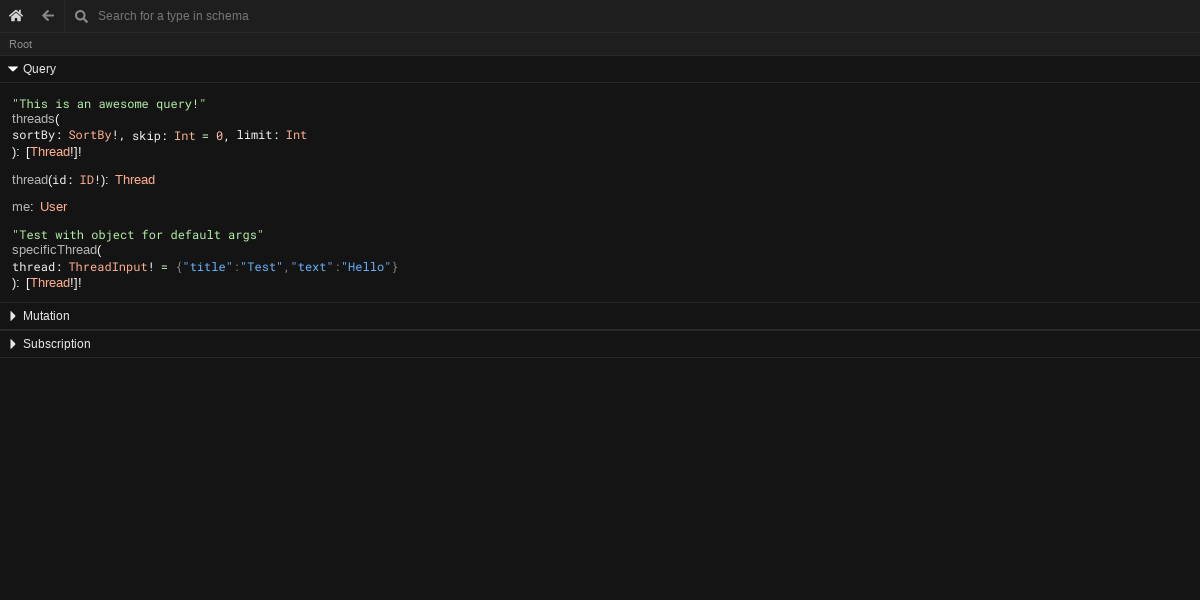 Search for a type in schema
Root
Query
"This is an awesome query!"
threads(
sortBy: SortBy!, skip: Int = 0, limit: Int
): [Thread!]!
thread(id: ID!): Thread
me: User
"Test with object for default args"
specificThread(
thread: ThreadInput! = {"title":"Test","text":"Hello"}
): [Thread!]!
Mutation
Subscription